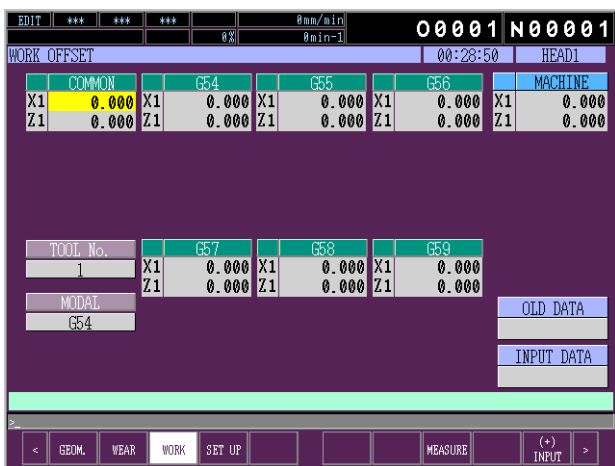 EDIT *** *** *** 0mm/min O0001 N00001
0% 0min-1
WORK OFFSET 00:28:50 HEAD1
COMMON G54 G55 G56 MACHINE
X1 0.000 X1 0.000 X1 0.000 X1 0.000 X1 0.000
Z1 0.000 Z1 0.000 Z1 0.000 Z1 0.000 Z1 0.000
TOOL No. G57 G58 G59
1 X1 0.000 X1 0.000 X1 0.000
Z1 0.000 Z1 0.000 Z1 0.000
MODAL
G54
OLD DATA
INPUT DATA
>_
< GEOM. WEAR WORK SET UP MEASURE (+) INPUT >